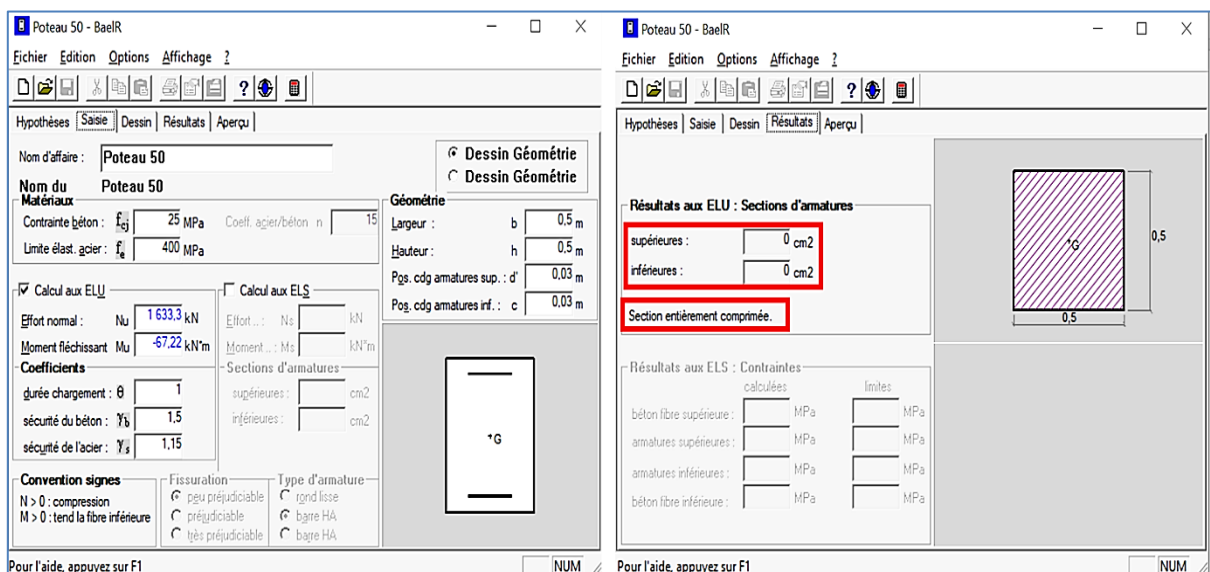 Poteau 50 - BaelR
Fichier Edition Options Affichage ?
Hypothèses Saisie Dessin Résultats Aperçu
Nom d'affaire : Poteau 50
Dessin Géométrie
Dessin Géométrie
Nom du Poteau 50
Matériaux
Contrainte béton : fcj 25 MPa Coeff. acier/béton n 15
Limite élast. acier : fe 400 MPa
Géométrie
Largeur : b 0,5 m
Hauteur : h 0,5 m
Pos. cdg armatures sup. : d' 0,03 m
Pos. cdg armatures inf. : c 0,03 m
Calcul aux ELU
Effort normal : Nu 1 633,3 kN
Moment fléchissant Mu -67,22 kN*m
Calcul aux ELS
Effort .. : Ns kN
Moment .. : Ms kN*m
Coefficients
durée chargement : θ 1
sécurité du béton : γb 1,5
sécurité de l'acier : γs 1,15
Sections d'armatures
supérieures : cm2
inférieures : cm2
+G
Convention signes
N > 0 : compression
M > 0 : tend la fibre inférieure
Fissuration
peu préjudiciable
préjudiciable
très préjudiciable
Type d'armature
rond lisse
barre HA
barre HA
Pour l'aide, appuyez sur F1 NUM
Poteau 50 - BaelR
Fichier Edition Options Affichage ?
Hypothèses Saisie Dessin Résultats Aperçu
Résultats aux ELU : Sections d'armatures
supérieures : 0 cm2
inférieures : 0 cm2
Section entièrement comprimée.
+G
0,5
0,5
Résultats aux ELS : Contraintes
calculées limites
béton fibre supérieure : MPa MPa
armatures supérieures : MPa MPa
armatures inférieures : MPa MPa
béton fibre inférieure : MPa MPa
Pour l'aide, appuyez sur F1 NUM